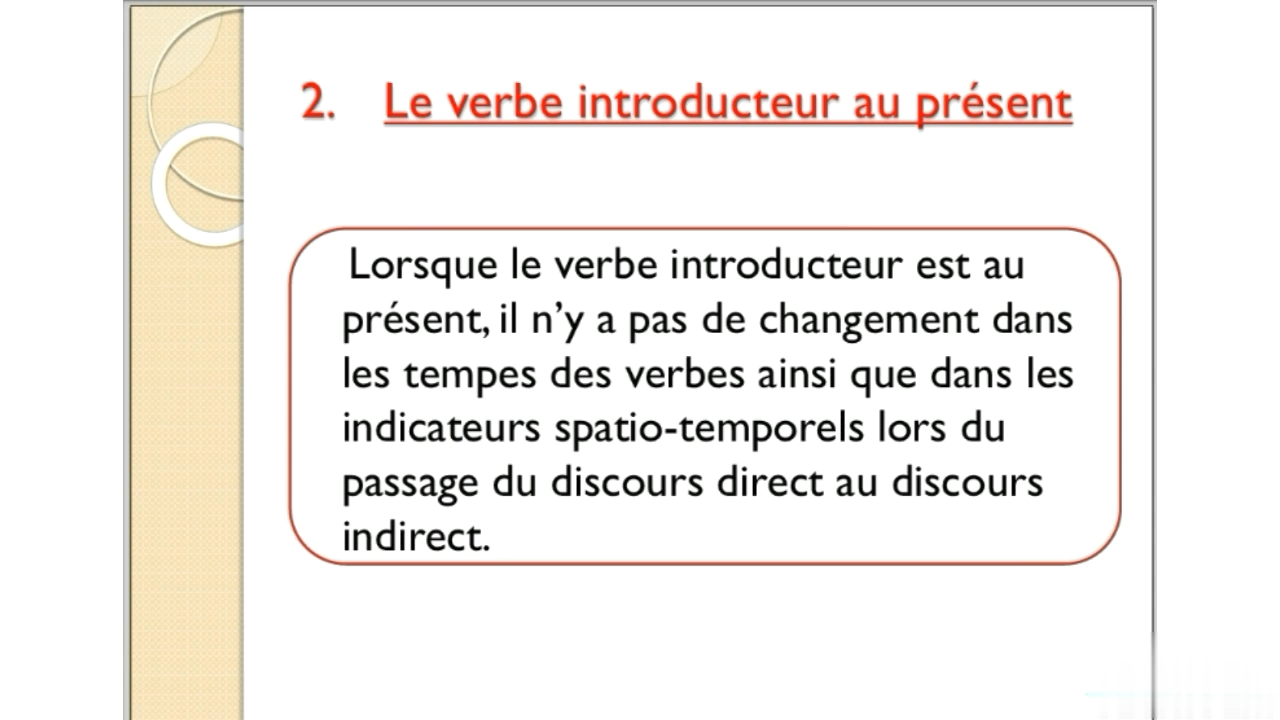 2. Le verbe introducteur au présent
Lorsque le verbe introducteur est au
présent, il n’y a pas de changement dans
les tempes des verbes ainsi que dans les
indicateurs spatio-temporels lors du
passage du discours direct au discours
indirect.